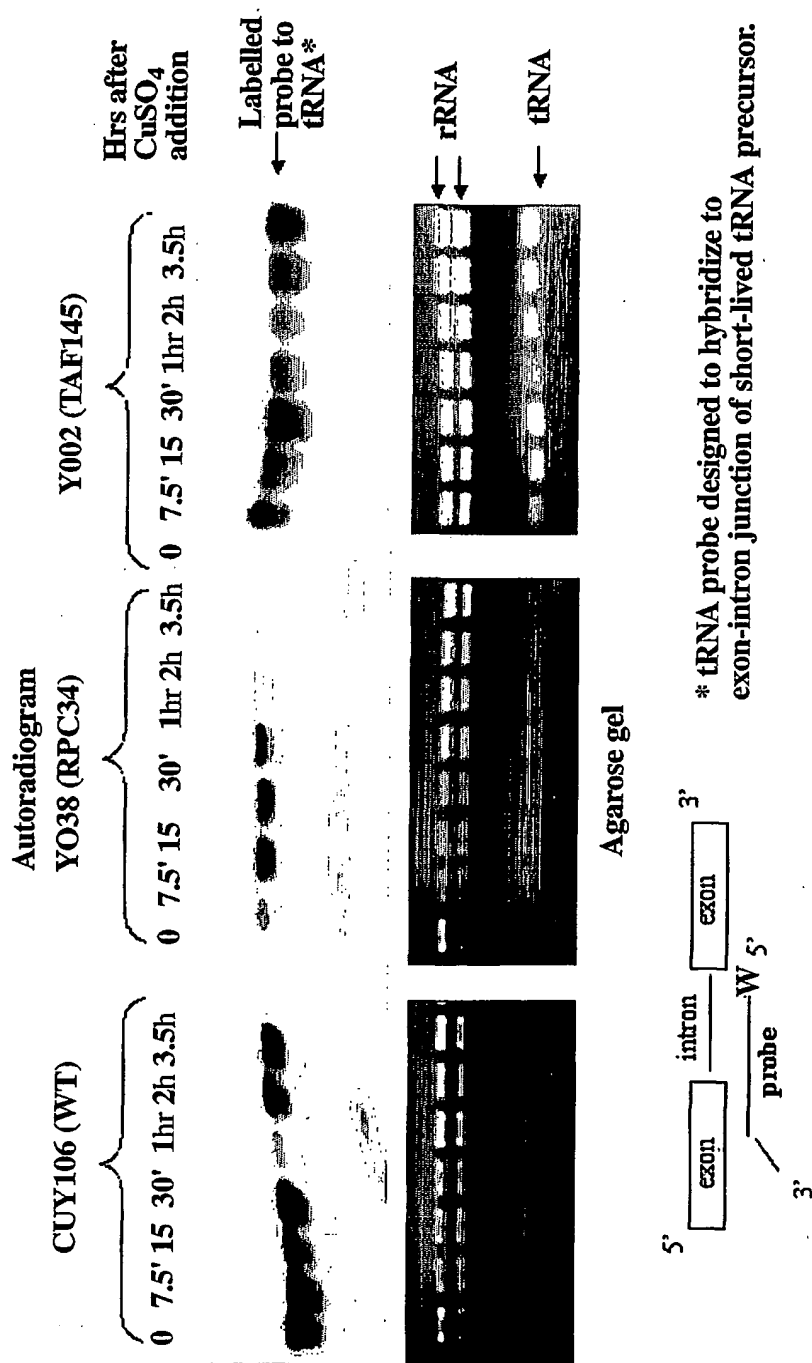 Autoradiogram
CUY106 (WT)
YO38 (RPC34)
Y002 (TAF145)
0 7.5' 15 30' 1hr 2h 3.5h
0 7.5' 15 30' 1hr 2h 3.5h
0 7.5' 15 30' 1hr 2h 3.5h
Hrs after
CuSO4
addition
Labelled
probe to
tRNA*
rRNA
tRNA
Agarose gel
5'
exon
intron
exon
3'
3'
probe
W 5'
* tRNA probe designed to hybridize to
exon-intron junction of short-lived tRNA precursor.